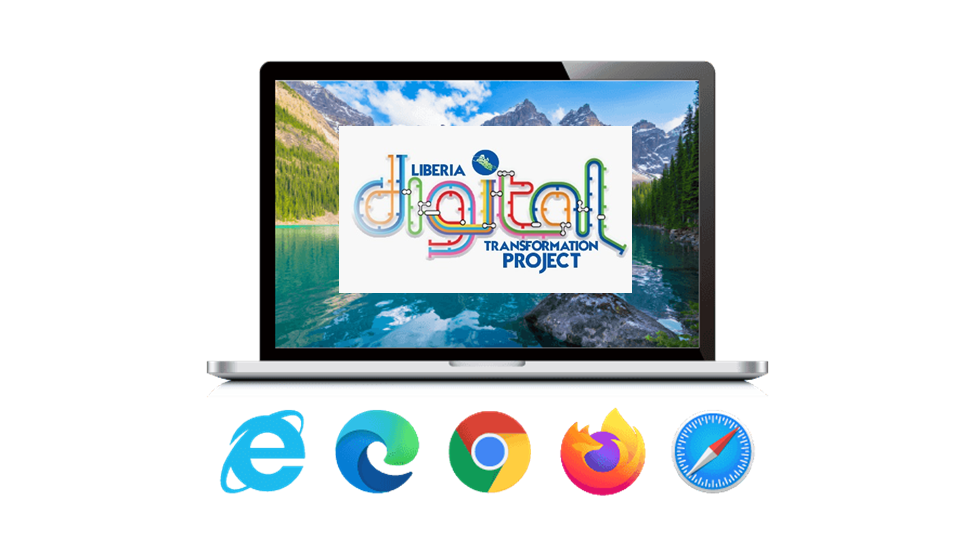 LIBERIA
digital
TRANSFORMATION
PROJECT